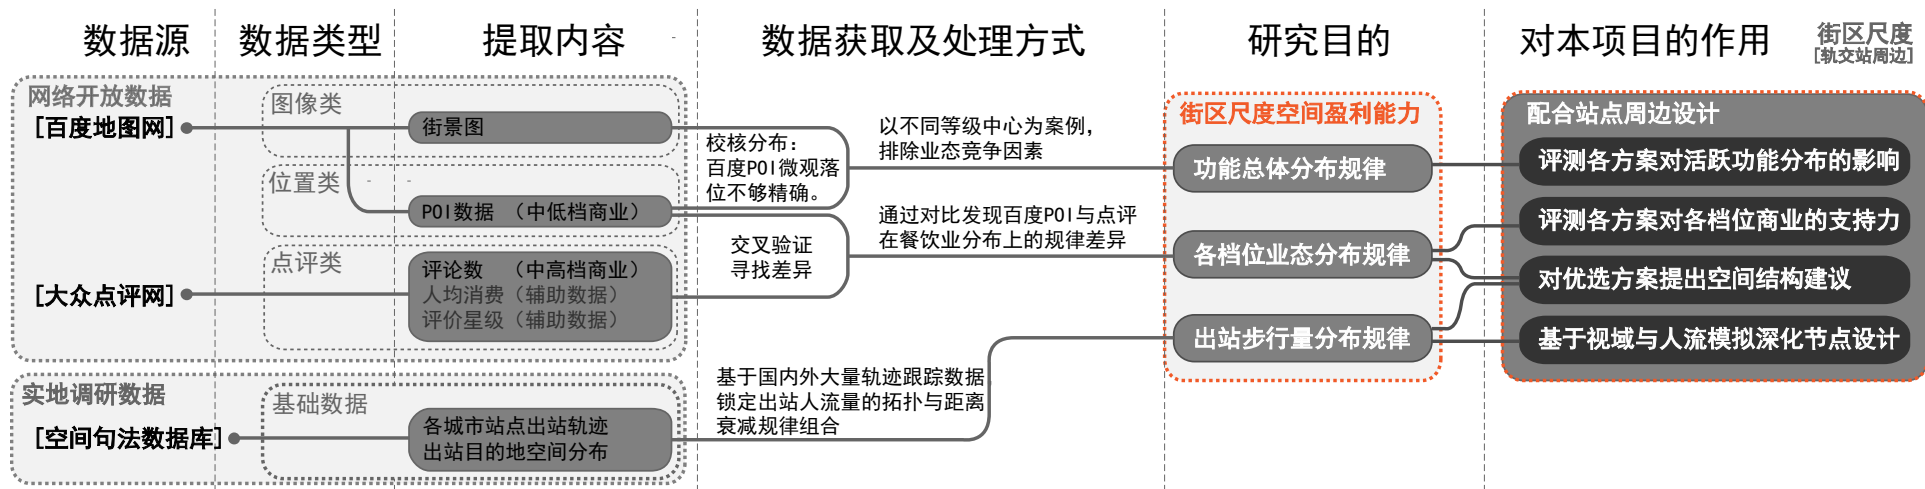 数据源
数据类型
提取内容
数据获取及处理方式
研究目的
对本项目的作用
街区尺度
[轨交站周边]
网络开放数据
[百度地图网]
图像类
街景图
位置类
POI数据 （中低档商业）
点评类
[大众点评网]
评论数 （中高档商业）
人均消费（辅助数据）
评价星级（辅助数据）
实地调研数据
[空间句法数据库]
基础数据
各城市站点出站轨迹
出站目的地空间分布
校核分布：
百度POI微观落
位不够精确。
交叉验证
寻找差异
以不同等级中心为案例，
排除业态竞争因素
通过对比发现百度POI与点评
在餐饮业分布上的规律差异
基于国内外大量轨迹跟踪数据
锁定出站人流量的拓扑与距离
衰减规律组合
街区尺度空间盈利能力
功能总体分布规律
各档位业态分布规律
出站步行量分布规律
配合站点周边设计
评测各方案对活跃功能分布的影响
评测各方案对各档位商业的支持力
对优选方案提出空间结构建议
基于视域与人流模拟深化节点设计